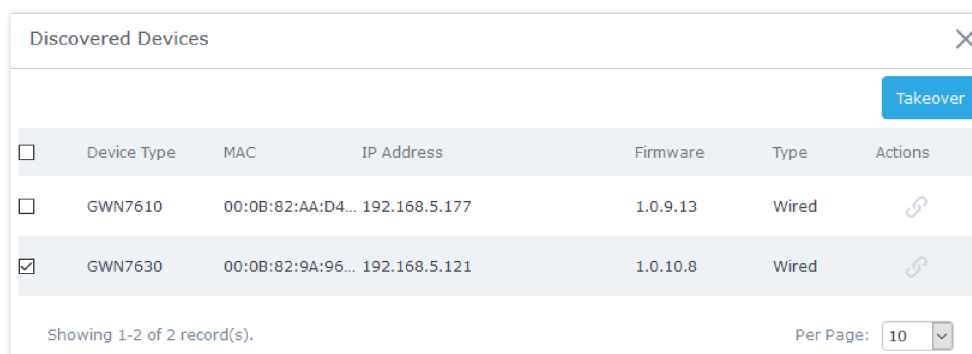 Discovered Devices
Takeover
Device Type MAC IP Address Firmware Type Actions
GWN7610 00:0B:82:AA:D4... 192.168.5.177 1.0.9.13 Wired
GWN7630 00:0B:82:9A:96... 192.168.5.121 1.0.10.8 Wired
Showing 1-2 of 2 record(s). Per Page: 10